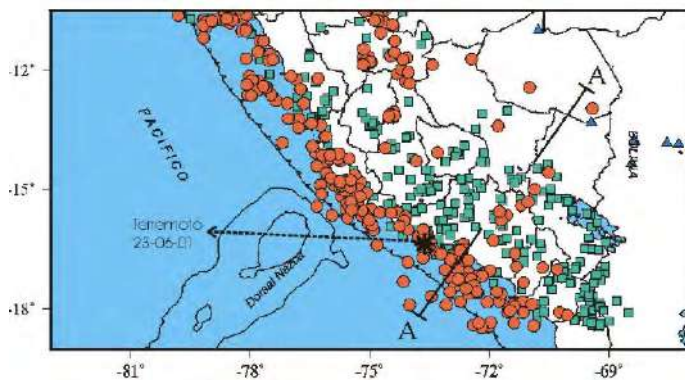 -12°
-15°
-18°
A
PACIFICO
BOLIVIA
Terremoto
23-06-01
Dorsal Nazca
A
-81°
-78°
-75°
-72°
-69°